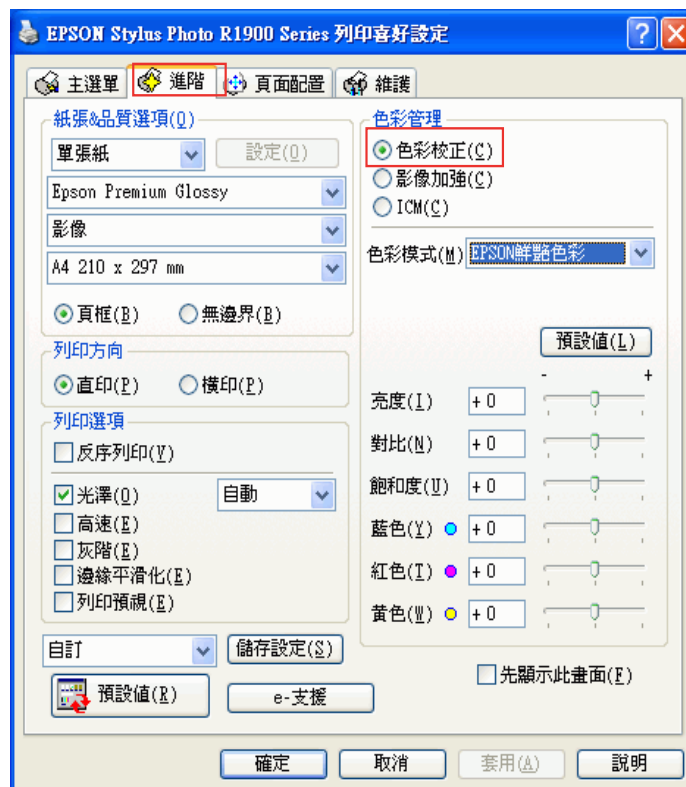 EPSON Stylus Photo R1900 Series 列印喜好設定
主選單 進階 頁面配置 維護
紙張&品質選項(Q)
單張紙 設定(O)
Epson Premium Glossy
影像
A4 210 x 297 mm
頁框(B) 無邊界(B)
列印方向
直印(P) 橫印(P)
列印選項
反序列印(V)
光澤(O) 自動
高速(E)
灰階(E)
邊緣平滑化(E)
列印預視(E)
自訂 儲存設定(S)
預設值(R) e-支援
色彩管理
色彩校正(C)
影像加強(C)
ICM(C)
色彩模式(M) EPSON鮮豔色彩
預設值(L)
- +
亮度(I) +0
對比(N) +0
飽和度(U) +0
藍色(Y) +0
紅色(T) +0
黃色(W) +0
先顯示此畫面(F)
確定 取消 套用(A) 說明